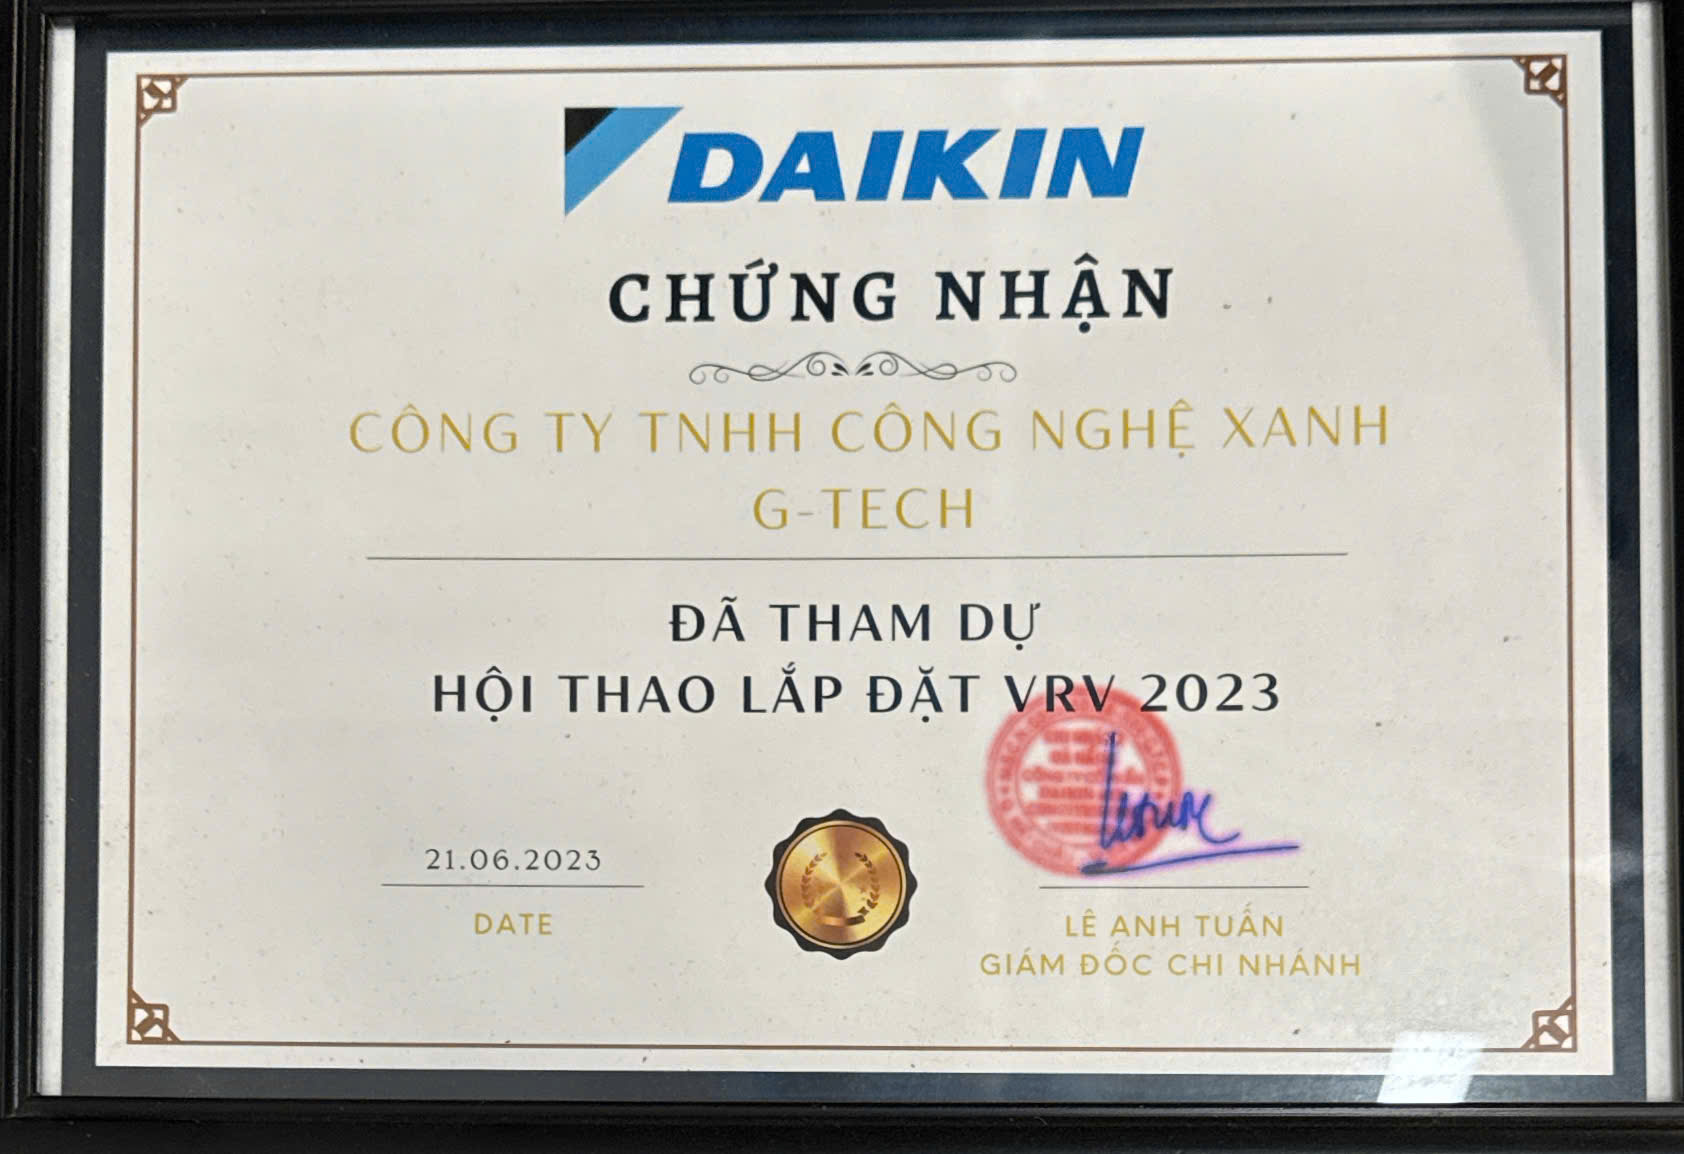 DAIKIN
CHỨNG NHẬN
CÔNG TY TNHH CÔNG NGHỆ XANH
G-TECH
ĐÃ THAM DỰ
HỘI THAO LẮP ĐẶT VRV 2023
21.06.2023
DATE
LÊ ANH TUẤN
GIÁM ĐỐC CHI NHÁNH